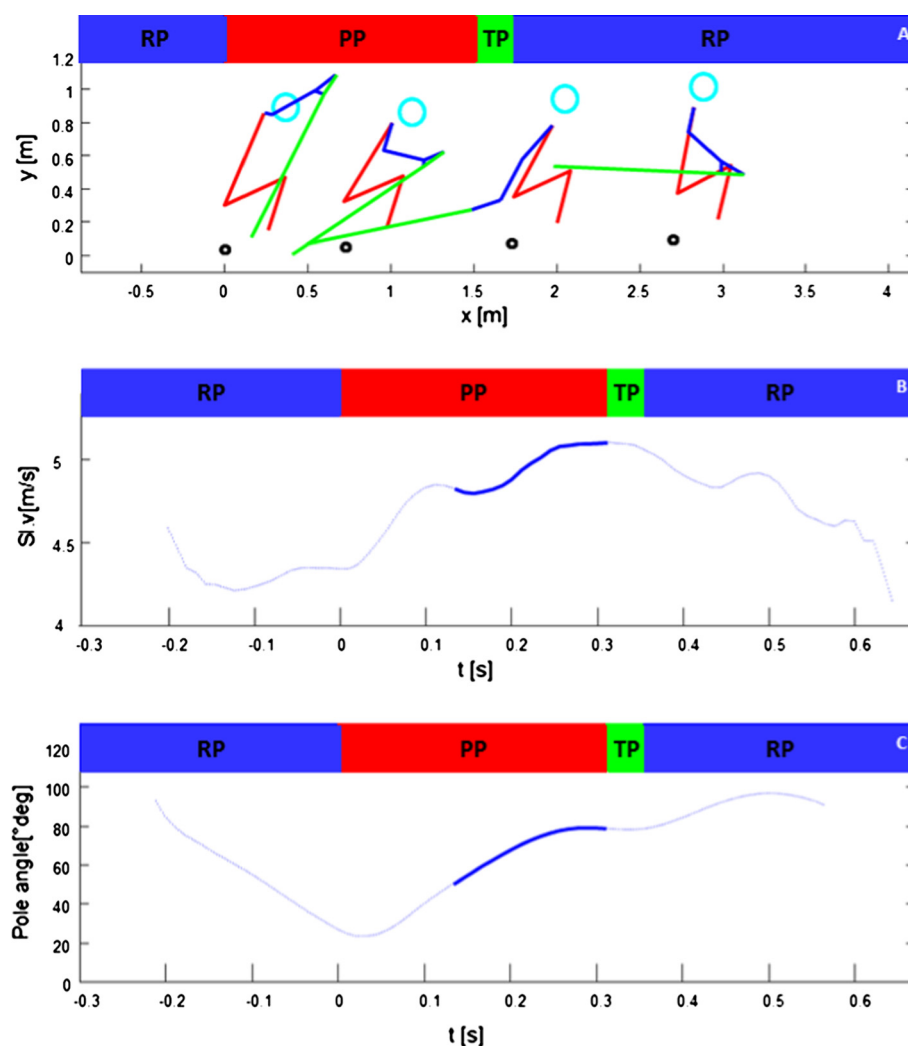 RP PP TP RP A
1.2
1
0.8
0.6
0.4
0.2
0
y [m]
-0.5 0 0.5 1 1.5 2 2.5 3 3.5 4
x [m]
RP PP TP RP B
5
4.5
4
Sl.v[m/s]
-0.3 -0.2 -0.1 0 0.1 0.2 0.3 0.4 0.5 0.6
t [s]
RP PP TP RP C
120
100
80
60
40
20
0
Pole angle[°deg]
-0.3 -0.2 -0.1 0 0.1 0.2 0.3 0.4 0.5 0.6
t [s]